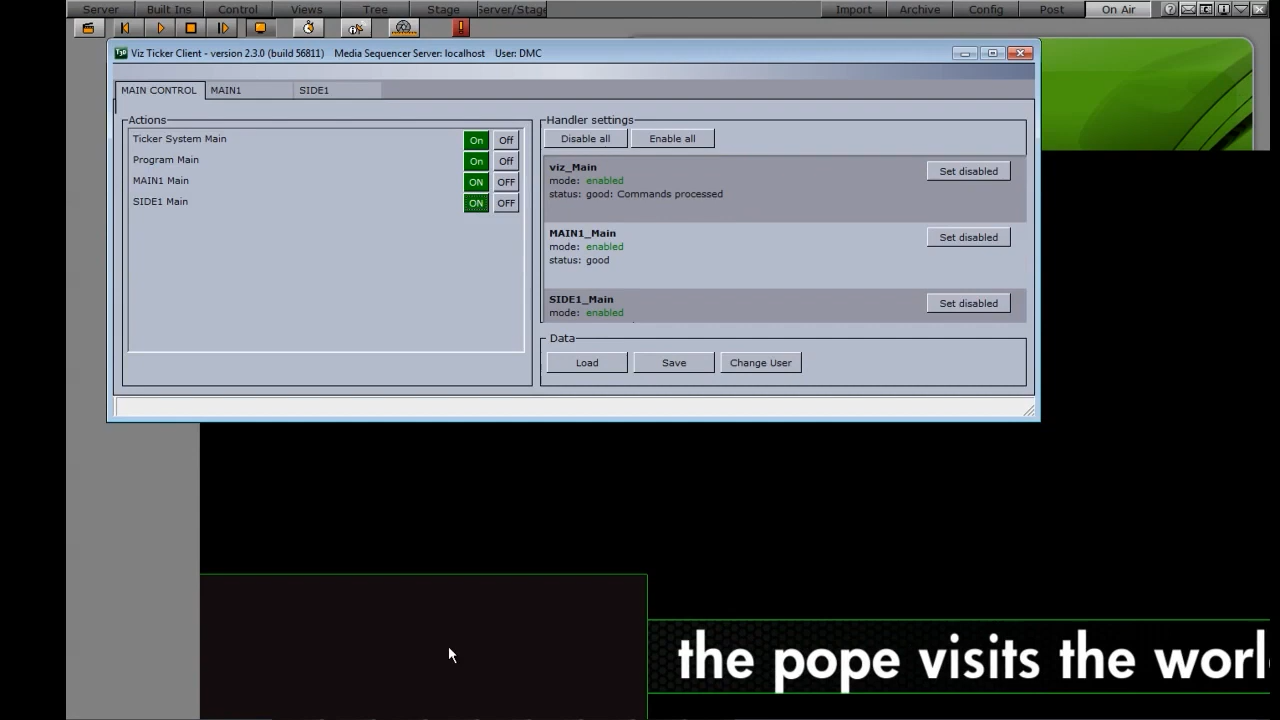 Server Built Ins Control Views Tree Stage Server/Stage Import Archive Config Post On Air
Viz Ticker Client - version 2.3.0 (build 56811) Media Sequencer Server: localhost User: DMC
MAIN CONTROL MAIN1 SIDE1
Actions
Ticker System Main On Off
Program Main On Off
MAIN1 Main ON OFF
SIDE1 Main ON OFF
Handler settings
Disable all Enable all
viz_Main
mode: enabled
status: good: Commands processed
Set disabled
MAIN1_Main
mode: enabled
status: good
Set disabled
SIDE1_Main
mode: enabled
Set disabled
Data
Load Save Change User
the pope visits the worl